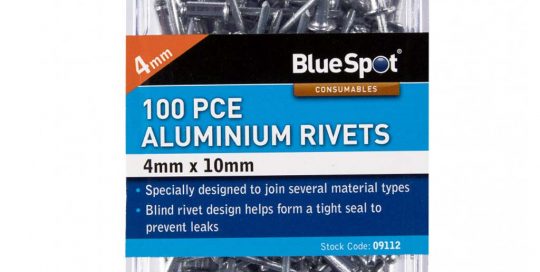 4mm
BlueSpot®
CONSUMABLES
100 PCE
ALUMINIUM RIVETS
4mm x 10mm
• Specially designed to join several material types
• Blind rivet design helps form a tight seal to
prevent leaks
Stock Code: 09112